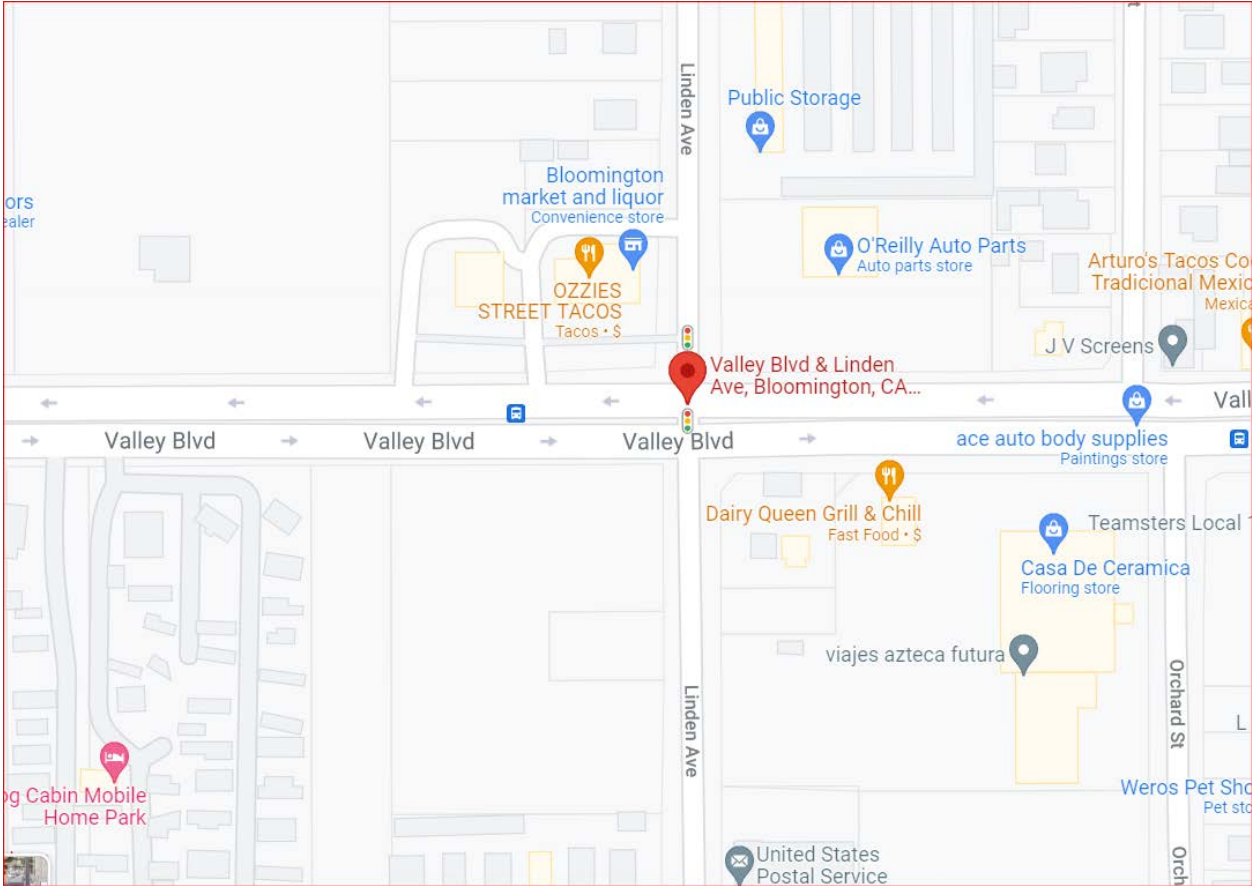 Linden Ave
Public Storage
Bloomington
market and liquor
Convenience store
ors
ealer
O'Reilly Auto Parts
Auto parts store
OZZIES
STREET TACOS
Tacos • $
Arturo's Tacos Co
Tradicional Mexic
Mexica
J V Screens
Valley Blvd & Linden
Ave, Bloomington, CA...
Vall
Valley Blvd
Valley Blvd
Valley Blvd
ace auto body supplies
Paintings store
Dairy Queen Grill & Chill
Fast Food • $
Teamsters Local
Casa De Ceramica
Flooring store
viajes azteca futura
Orchard St
Linden Ave
L
og Cabin Mobile
Home Park
Weros Pet Sho
Pet sto
United States
Postal Service
Orch